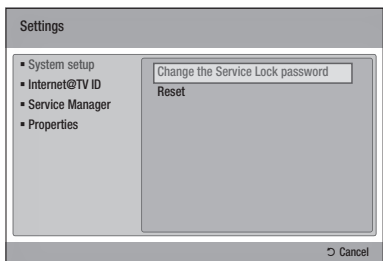 Settings
▪ System setup
▪ Internet@TV ID
▪ Service Manager
▪ Properties
Change the Service Lock password
Reset
⮌ Cancel